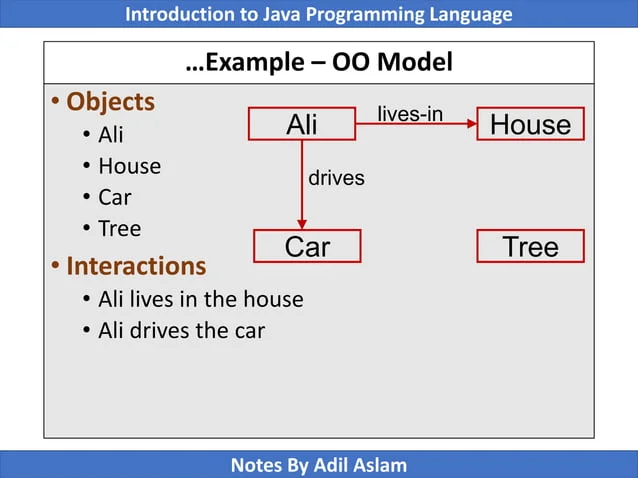 Introduction to Java Programming Language
…Example – OO Model
• Objects
• Ali
• House
• Car
• Tree
• Interactions
• Ali lives in the house
• Ali drives the car
Ali
lives-in
House
drives
Car
Tree
Notes By Adil Aslam